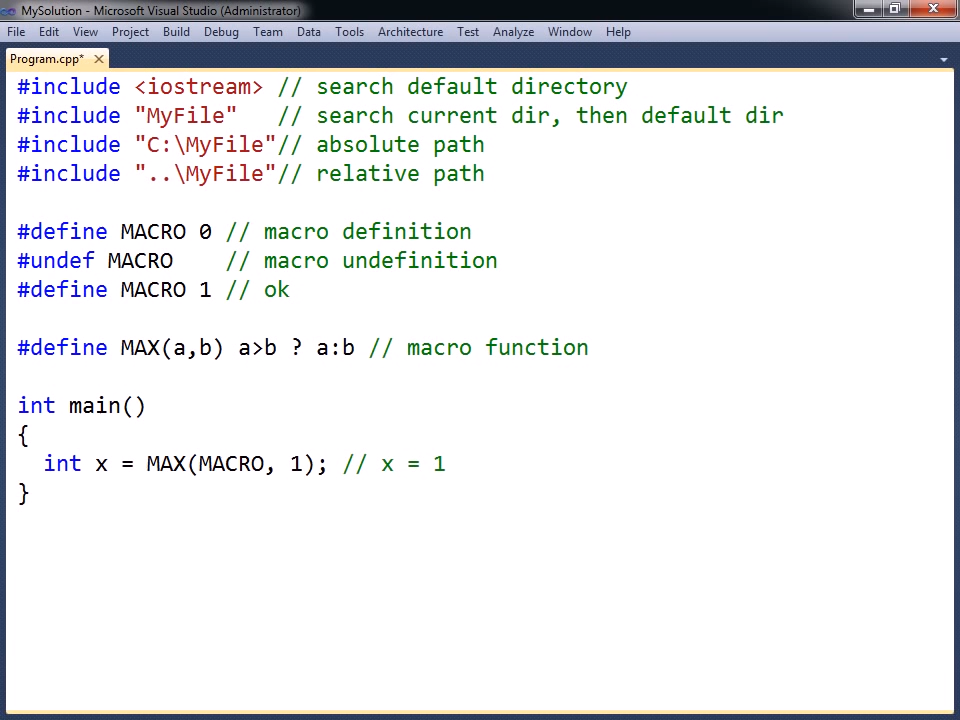 MySolution - Microsoft Visual Studio (Administrator)
File Edit View Project Build Debug Team Data Tools Architecture Test Analyze Window Help
Program.cpp*
#include <iostream> // search default directory
#include "MyFile"   // search current dir, then default dir
#include "C:\MyFile"// absolute path
#include "..\MyFile"// relative path
#define MACRO 0 // macro definition
#undef MACRO    // macro undefinition
#define MACRO 1 // ok
#define MAX(a,b) a>b ? a:b // macro function
int main()
{
  int x = MAX(MACRO, 1); // x = 1
}